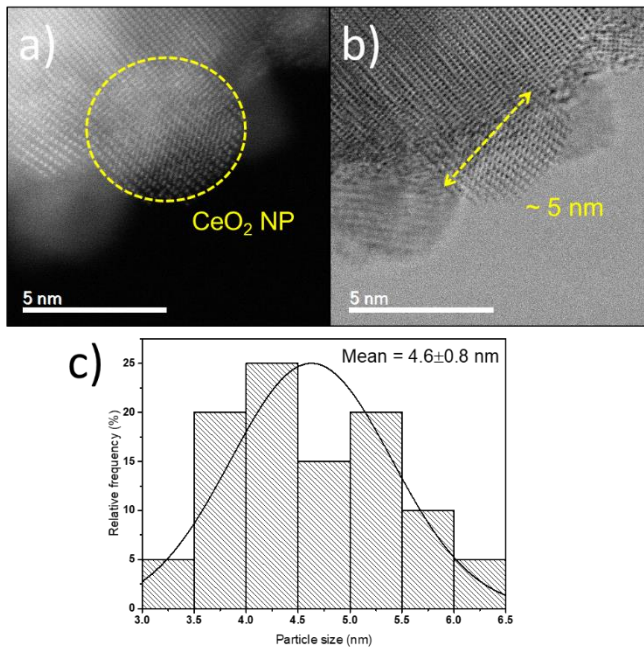 a)
CeO₂ NP
5 nm
b)
~ 5 nm
5 nm
c)
Mean = 4.6±0.8 nm
Relative frequency (%)
25
20
15
10
5
0
3.0 3.5 4.0 4.5 5.0 5.5 6.0 6.5
Particle size (nm)